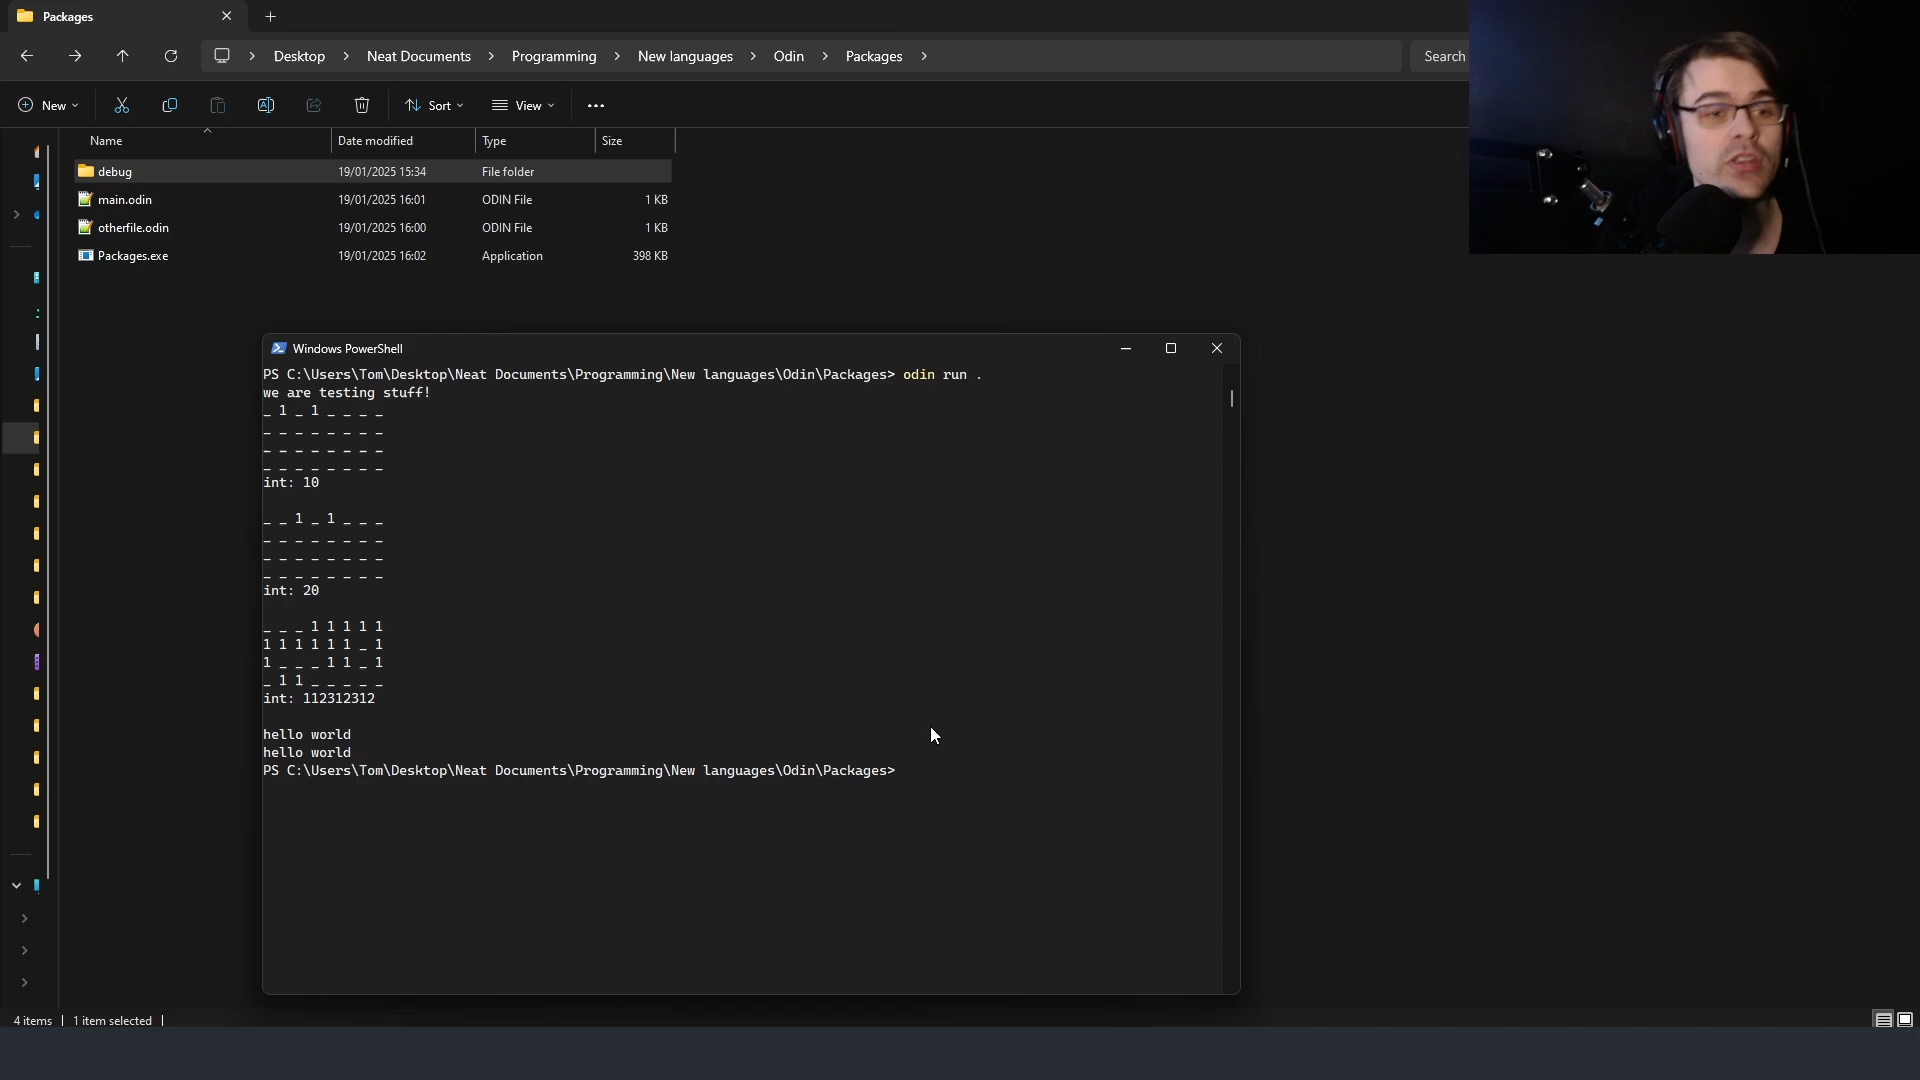 Packages
Desktop > Neat Documents > Programming > New languages > Odin > Packages >
Search
New
Sort
View
Name Date modified Type Size
debug 19/01/2025 15:34 File folder
main.odin 19/01/2025 16:01 ODIN File 1 KB
otherfile.odin 19/01/2025 16:00 ODIN File 1 KB
Packages.exe 19/01/2025 16:02 Application 398 KB
Windows PowerShell
PS C:\Users\Tom\Desktop\Neat Documents\Programming\New languages\Odin\Packages> odin run .
we are testing stuff!
_ 1 _ 1 _ _ _ _
_ _ _ _ _ _ _ _
_ _ _ _ _ _ _ _
_ _ _ _ _ _ _ _
int: 10
_ _ 1 _ 1 _ _ _
_ _ _ _ _ _ _ _
_ _ _ _ _ _ _ _
_ _ _ _ _ _ _ _
int: 20
_ _ _ 1 1 1 1 1
1 1 1 1 1 1 _ 1
1 _ _ _ 1 1 _ 1
_ 1 1 _ _ _ _ _
int: 112312312
hello world
hello world
PS C:\Users\Tom\Desktop\Neat Documents\Programming\New languages\Odin\Packages>
4 items | 1 item selected |